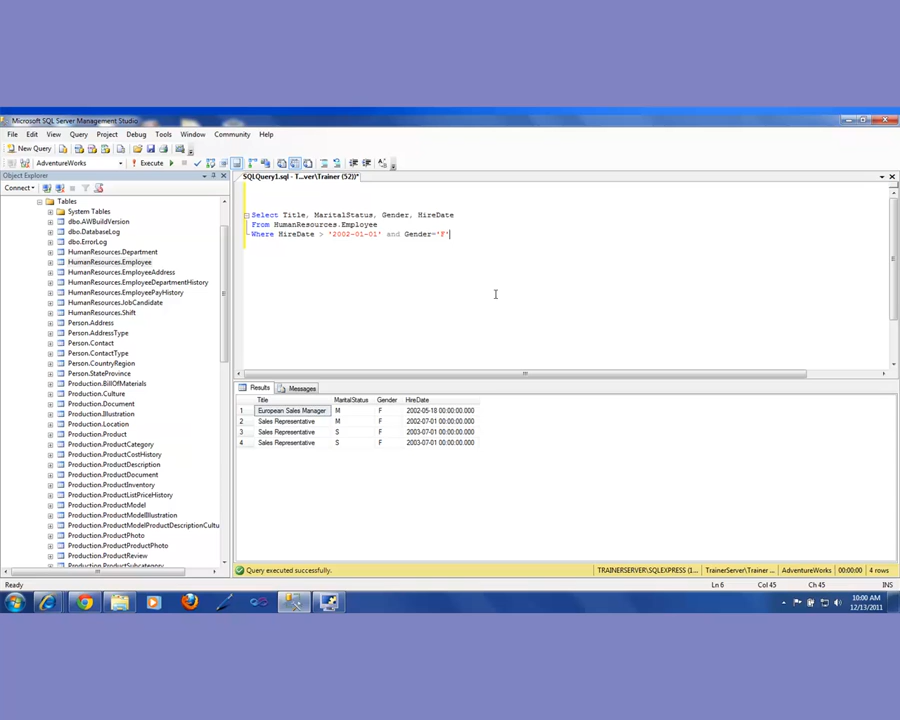 Microsoft SQL Server Management Studio
File Edit View Query Project Debug Tools Window Community Help
New Query
AdventureWorks Execute
Object Explorer
SQLQuery1.sql - T...ver\Trainer (52))*
Connect
Tables
System Tables
dbo.AWBuildVersion
dbo.DatabaseLog
dbo.ErrorLog
HumanResources.Department
HumanResources.Employee
HumanResources.EmployeeAddress
HumanResources.EmployeeDepartmentHistory
HumanResources.EmployeePayHistory
HumanResources.JobCandidate
HumanResources.Shift
Person.Address
Person.AddressType
Person.Contact
Person.ContactType
Person.CountryRegion
Person.StateProvince
Production.BillOfMaterials
Production.Culture
Production.Document
Production.Illustration
Production.Location
Production.Product
Production.ProductCategory
Production.ProductCostHistory
Production.ProductDescription
Production.ProductDocument
Production.ProductInventory
Production.ProductListPriceHistory
Production.ProductModel
Production.ProductModelIllustration
Production.ProductModelProductDescriptionCultu
Production.ProductPhoto
Production.ProductProductPhoto
Production.ProductReview
Production.ProductSubcategory
Select Title, MaritalStatus, Gender, HireDate
From HumanResources.Employee
Where HireDate > '2002-01-01' and Gender='F'
Results Messages
Title MaritalStatus Gender HireDate
1 European Sales Manager M F 2002-05-18 00:00:00.000
2 Sales Representative M F 2002-07-01 00:00:00.000
3 Sales Representative S F 2003-07-01 00:00:00.000
4 Sales Representative S F 2003-07-01 00:00:00.000
Query executed successfully. TRAINERSERVER\SQLEXPRESS (1... TrainerServer\Trainer ... AdventureWorks 00:00:00 4 rows
Ready Ln 6 Col 45 Ch 45 INS
10:00 AM
12/13/2011